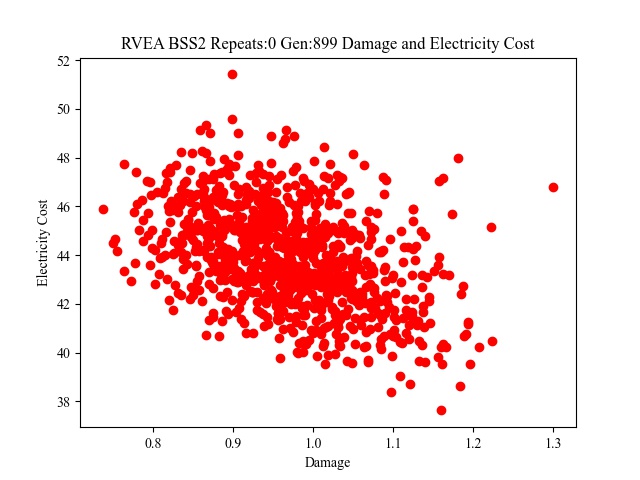 RVEA BSS2 Repeats:0 Gen:899 Damage and Electricity Cost
52
50
48
46
44
42
40
38
Electricity Cost
0.8 0.9 1.0 1.1 1.2 1.3
Damage